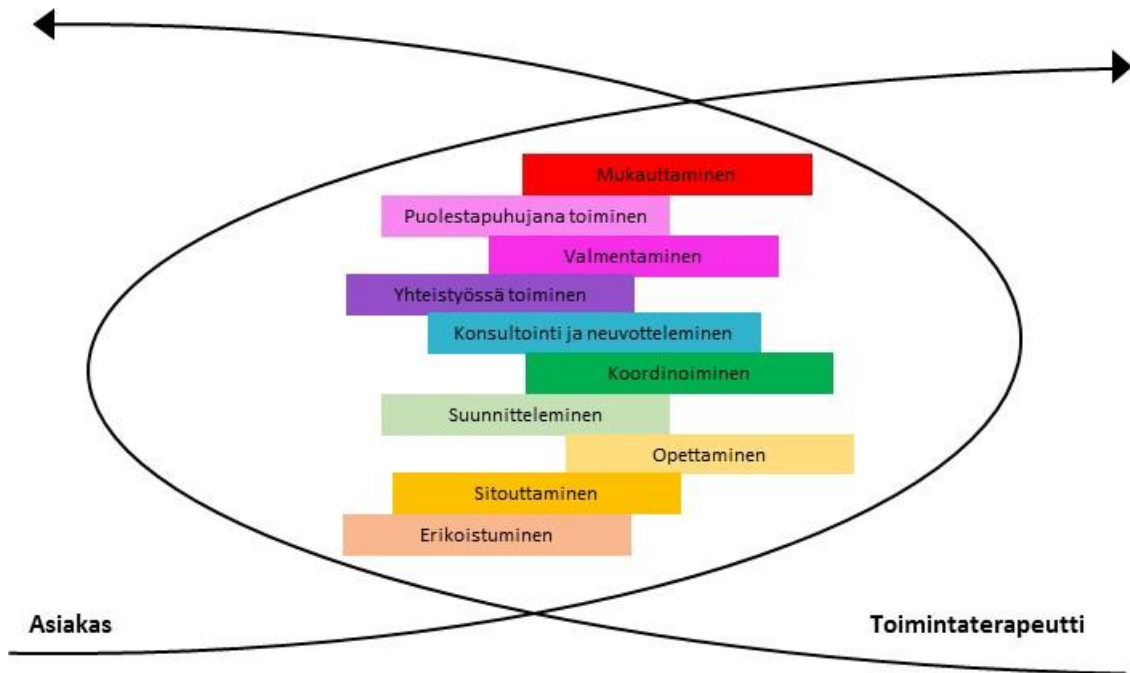 Mukauttaminen
Puolestapuhujana toiminen
Valmentaminen
Yhteistyössä toiminen
Konsultointi ja neuvotteleminen
Koordinoiminen
Suunnitteleminen
Opettaminen
Sitouttaminen
Erikoistuminen
Asiakas
Toimintaterapeutti